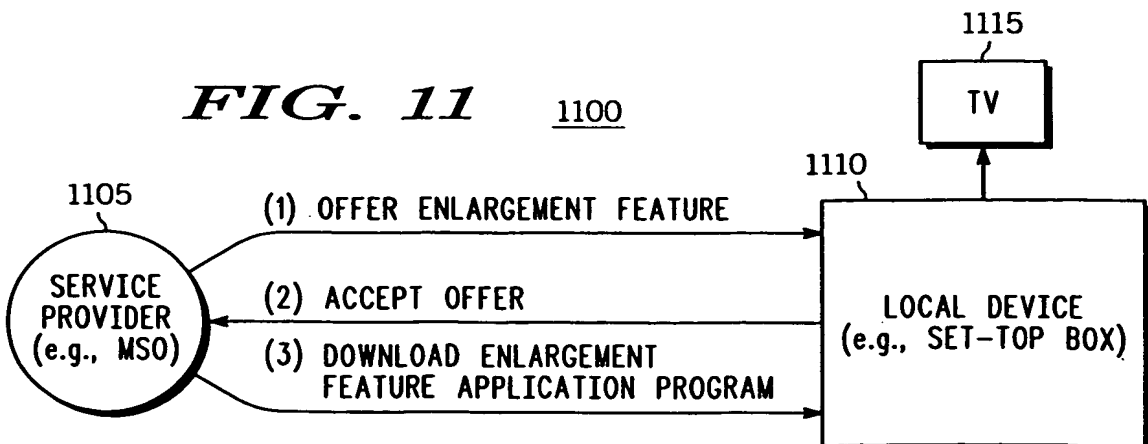 1115
TV
FIG. 11 1100
1110
1105
(1) OFFER ENLARGEMENT FEATURE
SERVICE
PROVIDER
(e.g., MSO)
(2) ACCEPT OFFER
LOCAL DEVICE
(e.g., SET-TOP BOX)
(3) DOWNLOAD ENLARGEMENT
FEATURE APPLICATION PROGRAM